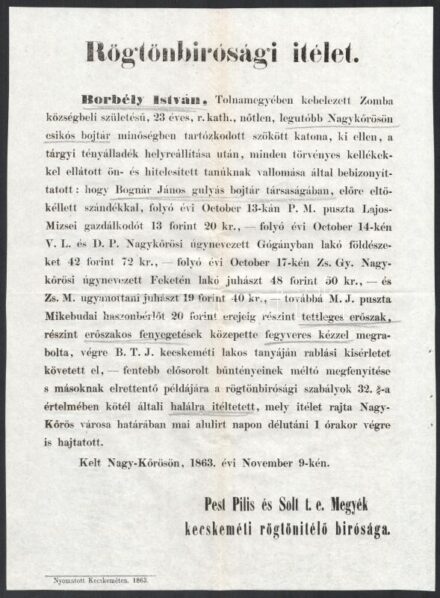 Rögtönbirósági itélet.
Borbély István, Tolnamegyében kebelezett Zomba
községbeli születésű, 23 éves, r. kath., nőtlen, legutóbb Nagykőrösön
csikós bojtár minőségben tartózkodott szökött katona, ki ellen, a
tárgyi tényálladék helyreállitása után, minden törvényes kellékek-
kel ellátott ön- és hitelesitett tanúknak vallomása által bebizonyít-
tatott: hogy Bognár János gulyás bojtár társaságában, előre eltö-
kéllett szándékkal, folyó évi October 13-kán P. M. puszta Lajos-
Mizsei gazdálkodót 13 forint 20 kr., — folyó évi October 14-kén
V. L. és D. P. Nagykőrösi úgynevezett Gógányban lakó földésze-
ket 42 forint 72 kr., — folyó évi October 17-kén Zs. Gy. Nagy-
kőrösi úgynevezett Feketén lakó juhászt 48 forint 50 kr., — és
Zs. M. ugyanottani juhászt 19 forint 40 kr., — továbbá M. J. puszta
Mikebudai haszonbérlőt 20 forint erejeig részint tettleges erőszak,
részint erőszakos fenyegetések közepette fegyveres kézzel megra-
bolta, végre B. T. J. kecskeméti lakos tanyáján rablási kisérletet
követett el, — fentebb elősorolt bűntényeinek méltó megfenyitése
s másoknak elrettentő példájára a rögtönbirósági szabályok 32. §-a
értelmében kötél általi halálra itéltetett, mely itélet rajta Nagy-
Kőrös városa határában mai alulirt napon délutáni 1 órakor végre
is hajtatott.
Kelt Nagy-Kőrösön, 1863. évi November 9-kén.
Pest Pilis és Solt t. e. Megyék
kecskeméti rögtönitélő birósága.
Nyomatott Kecskeméten, 1863.